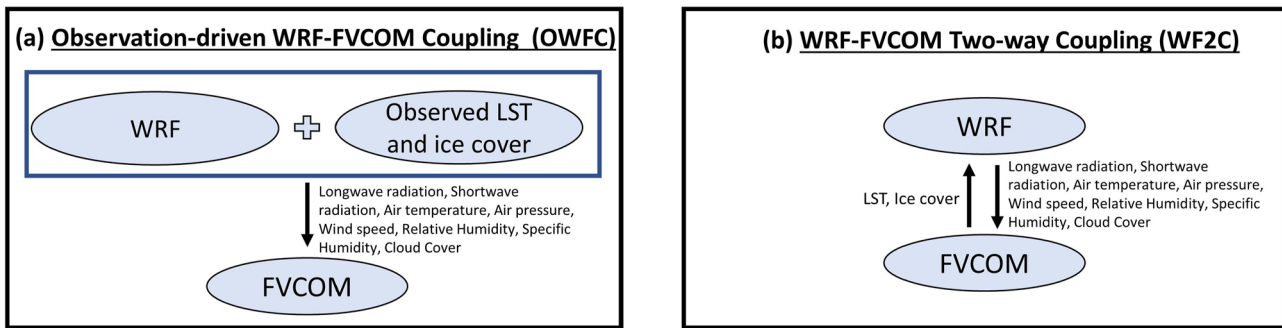 (a) Observation-driven WRF-FVCOM Coupling (OWFC)
WRF
Observed LST
and ice cover
Longwave radiation, Shortwave
radiation, Air temperature, Air pressure,
Wind speed, Relative Humidity, Specific
Humidity, Cloud Cover
FVCOM
(b) WRF-FVCOM Two-way Coupling (WF2C)
WRF
LST, Ice cover
Longwave radiation, Shortwave
radiation, Air temperature, Air pressure,
Wind speed, Relative Humidity, Specific
Humidity, Cloud Cover
FVCOM